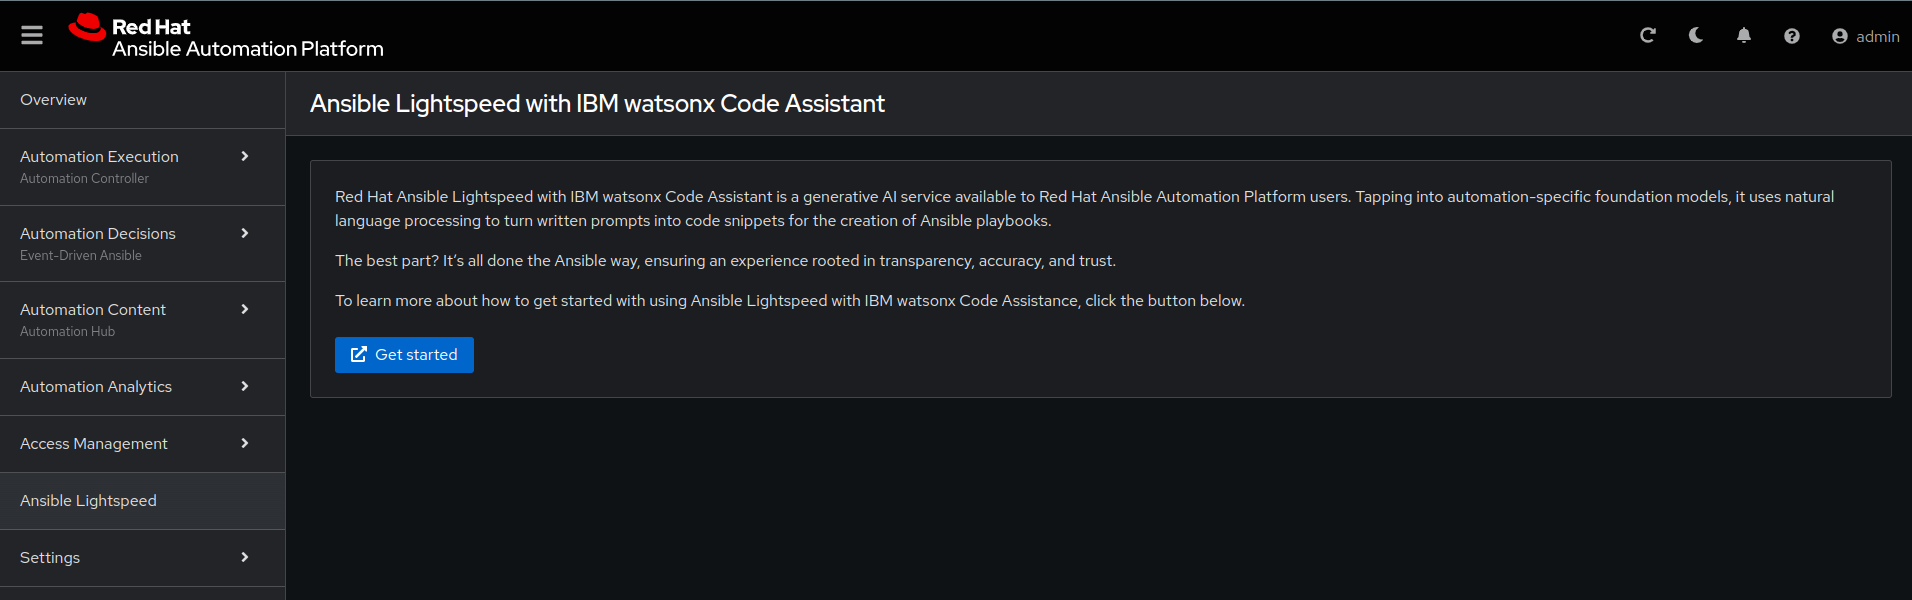 Red Hat
Ansible Automation Platform
admin
Overview
Automation Execution
Automation Controller
Automation Decisions
Event-Driven Ansible
Automation Content
Automation Hub
Automation Analytics
Access Management
Ansible Lightspeed
Settings
Ansible Lightspeed with IBM watsonx Code Assistant
Red Hat Ansible Lightspeed with IBM watsonx Code Assistant is a generative AI service available to Red Hat Ansible Automation Platform users. Tapping into automation-specific foundation models, it uses natural
language processing to turn written prompts into code snippets for the creation of Ansible playbooks.
The best part? It’s all done the Ansible way, ensuring an experience rooted in transparency, accuracy, and trust.
To learn more about how to get started with using Ansible Lightspeed with IBM watsonx Code Assistance, click the button below.
Get started